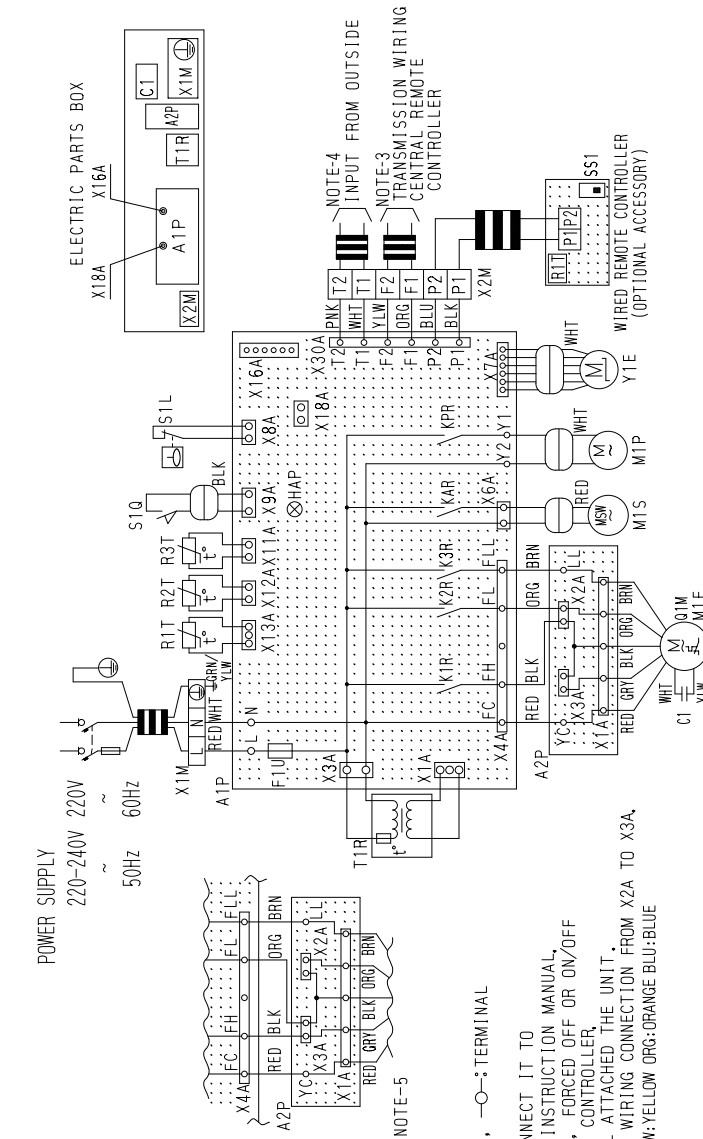 ELECTRIC PARTS BOX
X18A
X16A
X2M
A1P
T1R
A2P
C1
X1M
POWER SUPPLY
220-240V 220V
~ ~
50Hz 60Hz
X1M
L N
RED WHT GRN/
YLW
A1P
L
N
F1U
R1T
t°
R2T
t°
R3T
t°
X13A
X12A
X11A
S1Q
BLK
X9A
HAP
S1L
X8A
X18A
X16A
X30A
T2
T1
F2
F1
P2
P1
PNK
WHT
YLW
ORG
BLU
BLK
T2
T1
F2
F1
P2
P1
X2M
NOTE-4
INPUT FROM OUTSIDE
NOTE-3
TRANSMISSION WIRING
CENTRAL REMOTE
CONTROLLER
R1T
P1 P2
SS1
WIRED REMOTE CONTROLLER
(OPTIONAL ACCESSORY)
X3A
X1A
T1R
t°
K1R
K2R
K3R
KAR
KPR
X4A
FC
FH
FL
FLL
X6A
Y2
Y1
X7A
RED
BLK
ORG
BRN
A2P
YC
X3A
X2A
LL
X1A
RED
GRY
BLK
ORG
BRN
WHT
C1
YLW
M~
Q1M
M1F
RED
MSW
~
M1S
WHT
M~
M1P
WHT
M
Y1E
X4A
FC
FH
FL
FLL
RED
BLK
ORG
BRN
A2P
YC
X3A
X2A
LL
X1A
RED
GRY
BLK
ORG
BRN
NOTE-5
, :TERMINAL
NNECT IT TO
INSTRUCTION MANUAL.
, FORCED OFF OR ON/OFF
CONTROLLER.
ATTACHED THE UNIT.
WIRING CONNECTION FROM X2A TO X3A.
W:YELLOW ORG:ORANGE BLU:BLUE